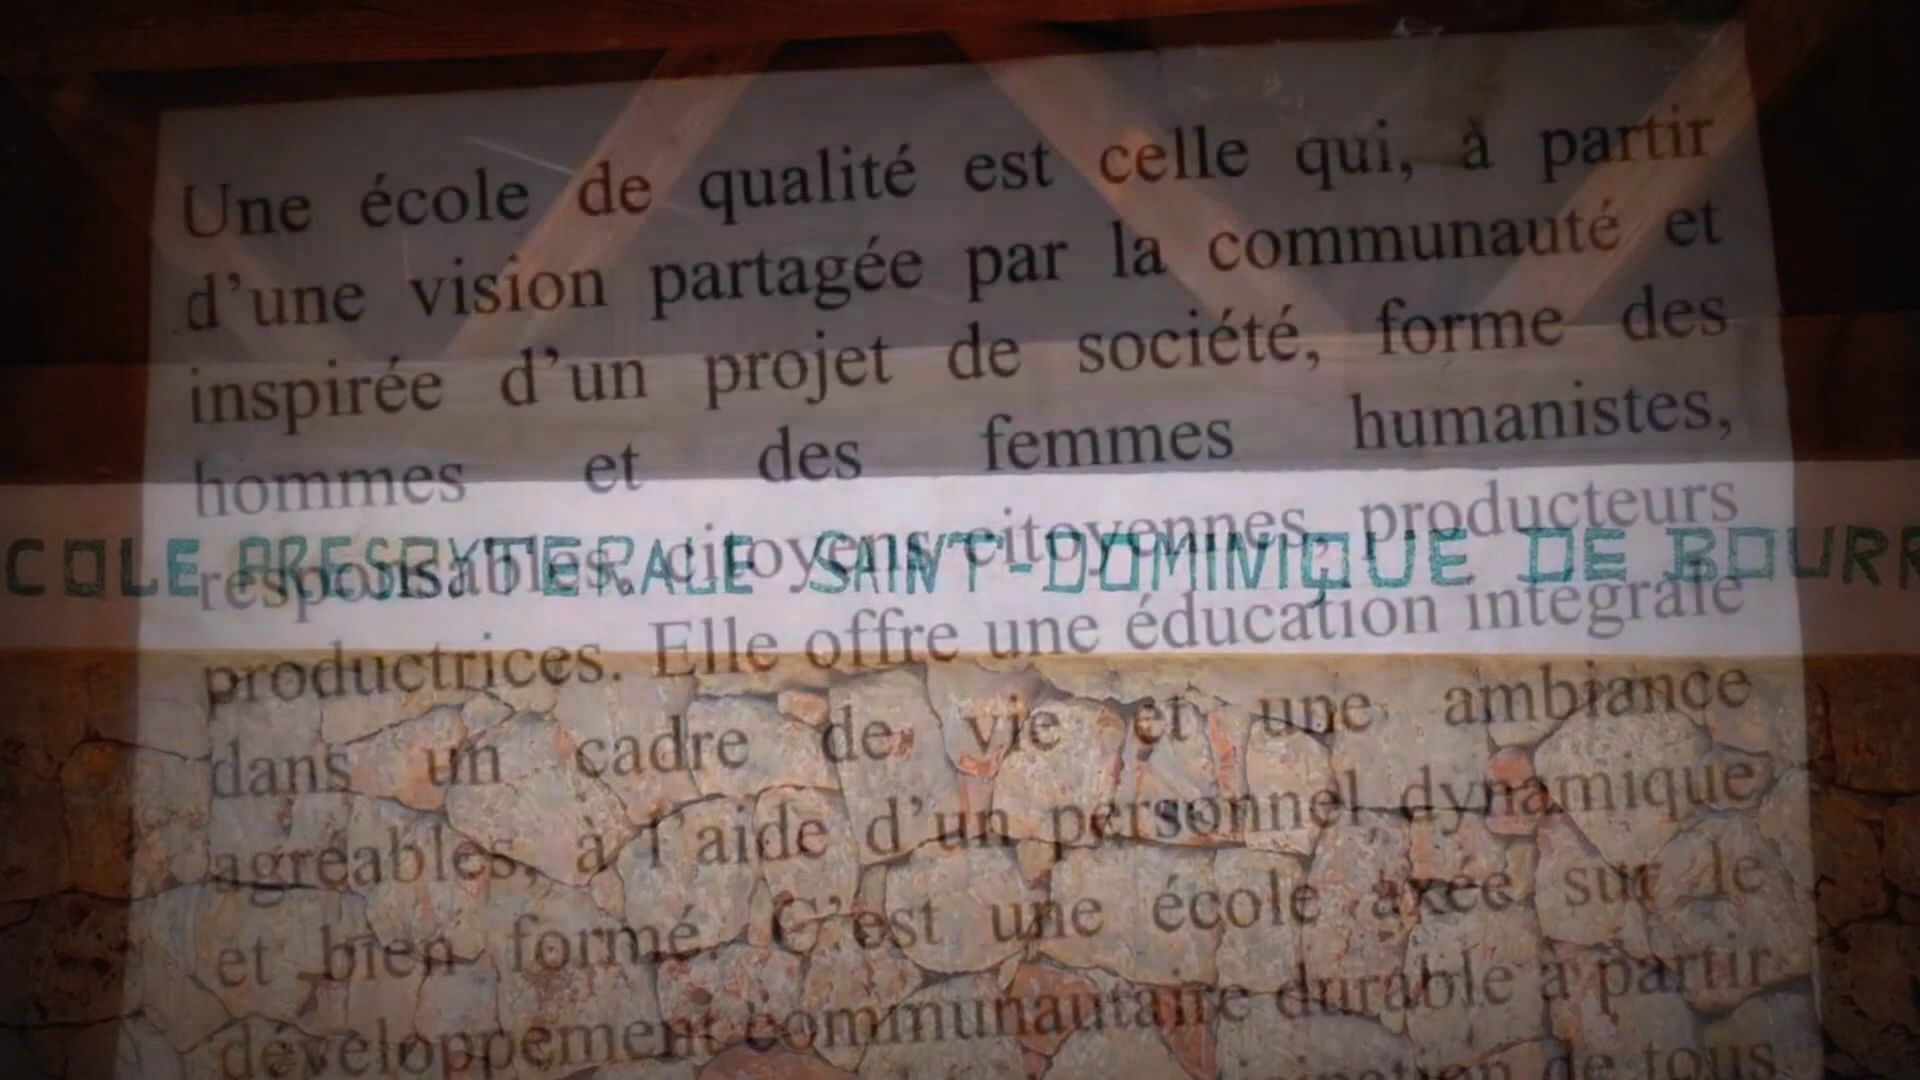 Une école de qualité est celle qui, à partir
d'une vision partagée par la communauté et
inspirée d'un projet de société, forme des
hommes et des femmes humanistes,
responsables, citoyens/citoyennes, producteurs
COLE PRESBYTERALE SAINT-DOMINIQUE DE BOURR
productrices. Elle offre une éducation intégrale
dans un cadre de vie et une ambiance
agréables, à l'aide d'un personnel dynamique
et bien formé. C'est une école axée sur le
développement communautaire durable à partir
de tous